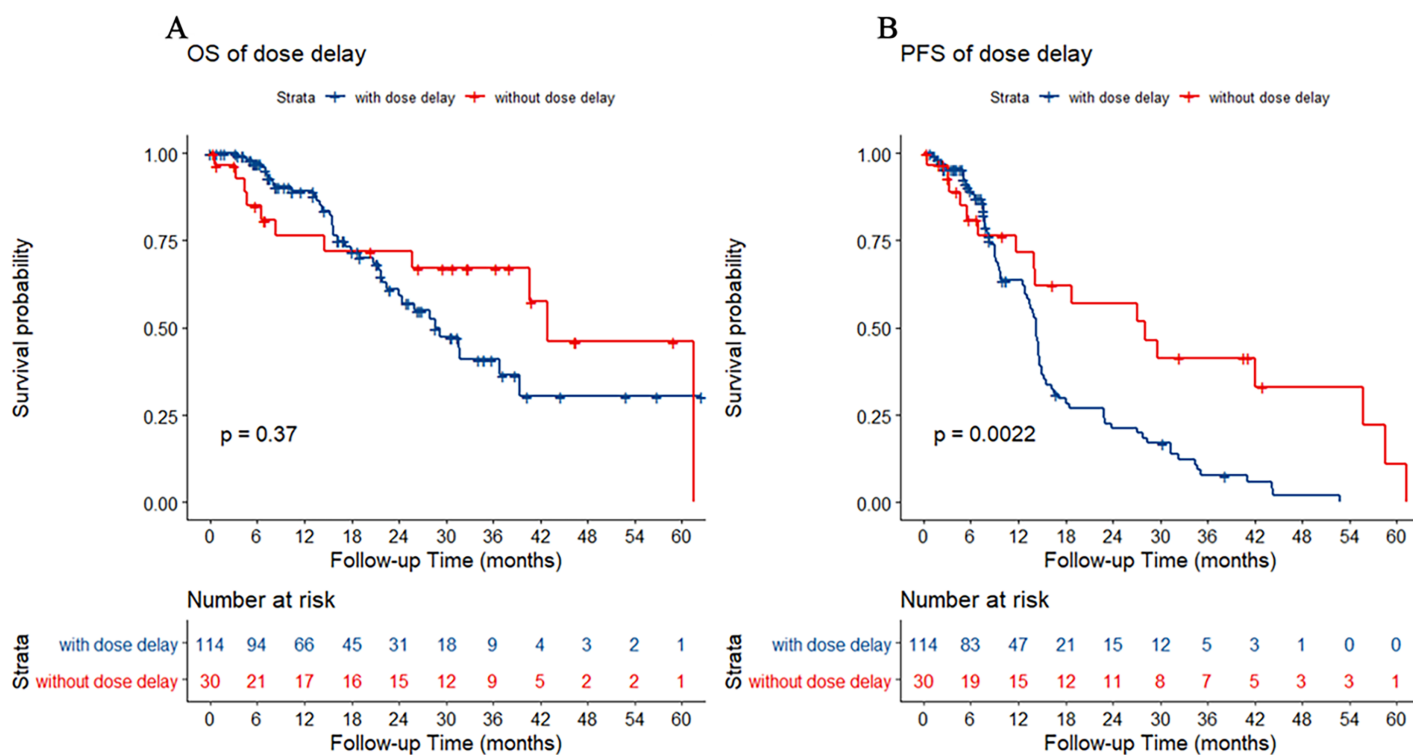 A
OS of dose delay
Strata with dose delay without dose delay
Survival probability
1.00
0.75
0.50
0.25
0.00
p = 0.37
0 6 12 18 24 30 36 42 48 54 60
Follow-up Time (months)
Number at risk
Strata
with dose delay 114 94 66 45 31 18 9 4 3 2 1
without dose delay 30 21 17 16 15 12 9 5 2 2 1
0 6 12 18 24 30 36 42 48 54 60
Follow-up Time (months)
B
PFS of dose delay
Strata with dose delay without dose delay
Survival probability
1.00
0.75
0.50
0.25
0.00
p = 0.0022
0 6 12 18 24 30 36 42 48 54 60
Follow-up Time (months)
Number at risk
Strata
with dose delay 114 83 47 21 15 12 5 3 1 0 0
without dose delay 30 19 15 12 11 8 7 5 3 3 1
0 6 12 18 24 30 36 42 48 54 60
Follow-up Time (months)